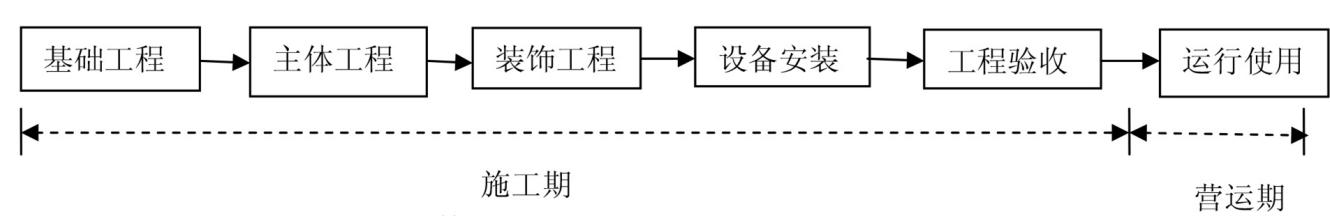 基础工程
主体工程
装饰工程
设备安装
工程验收
运行使用
施工期
营运期